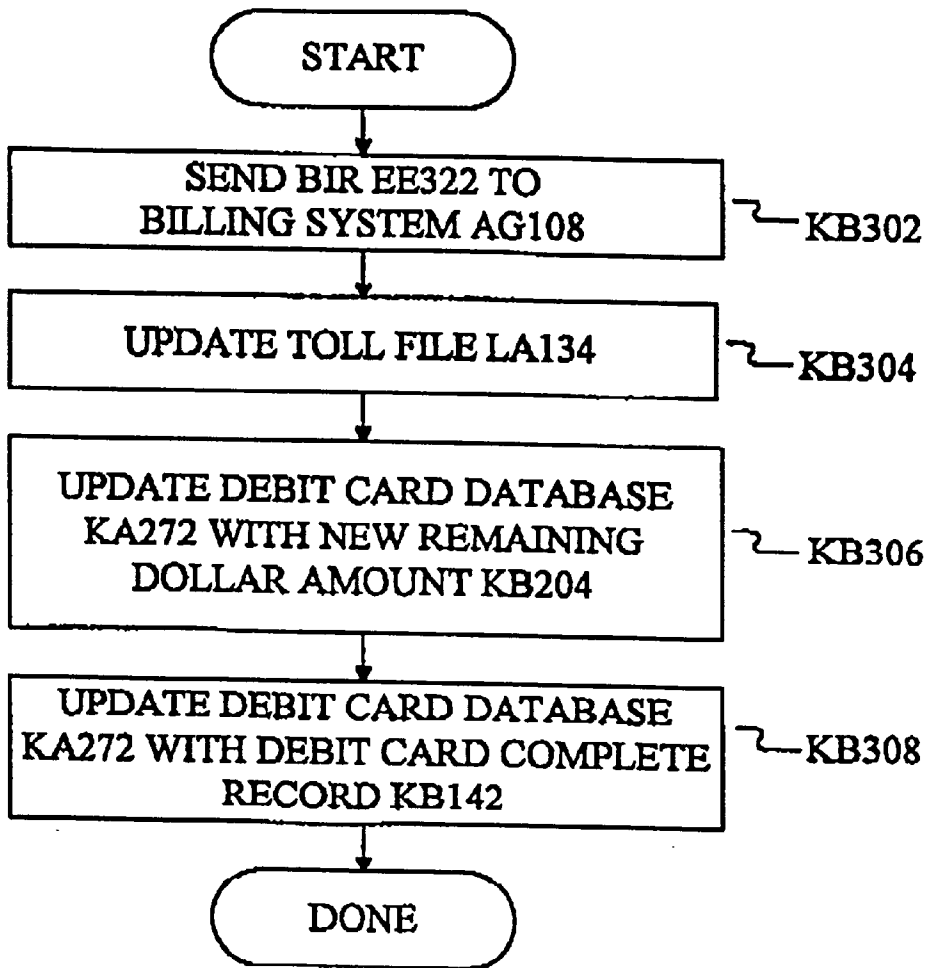 START
SEND BIR EE322 TO
BILLING SYSTEM AG108
KB302
UPDATE TOLL FILE LA134
KB304
UPDATE DEBIT CARD DATABASE
KA272 WITH NEW REMAINING
DOLLAR AMOUNT KB204
KB306
UPDATE DEBIT CARD DATABASE
KA272 WITH DEBIT CARD COMPLETE
RECORD KB142
KB308
DONE